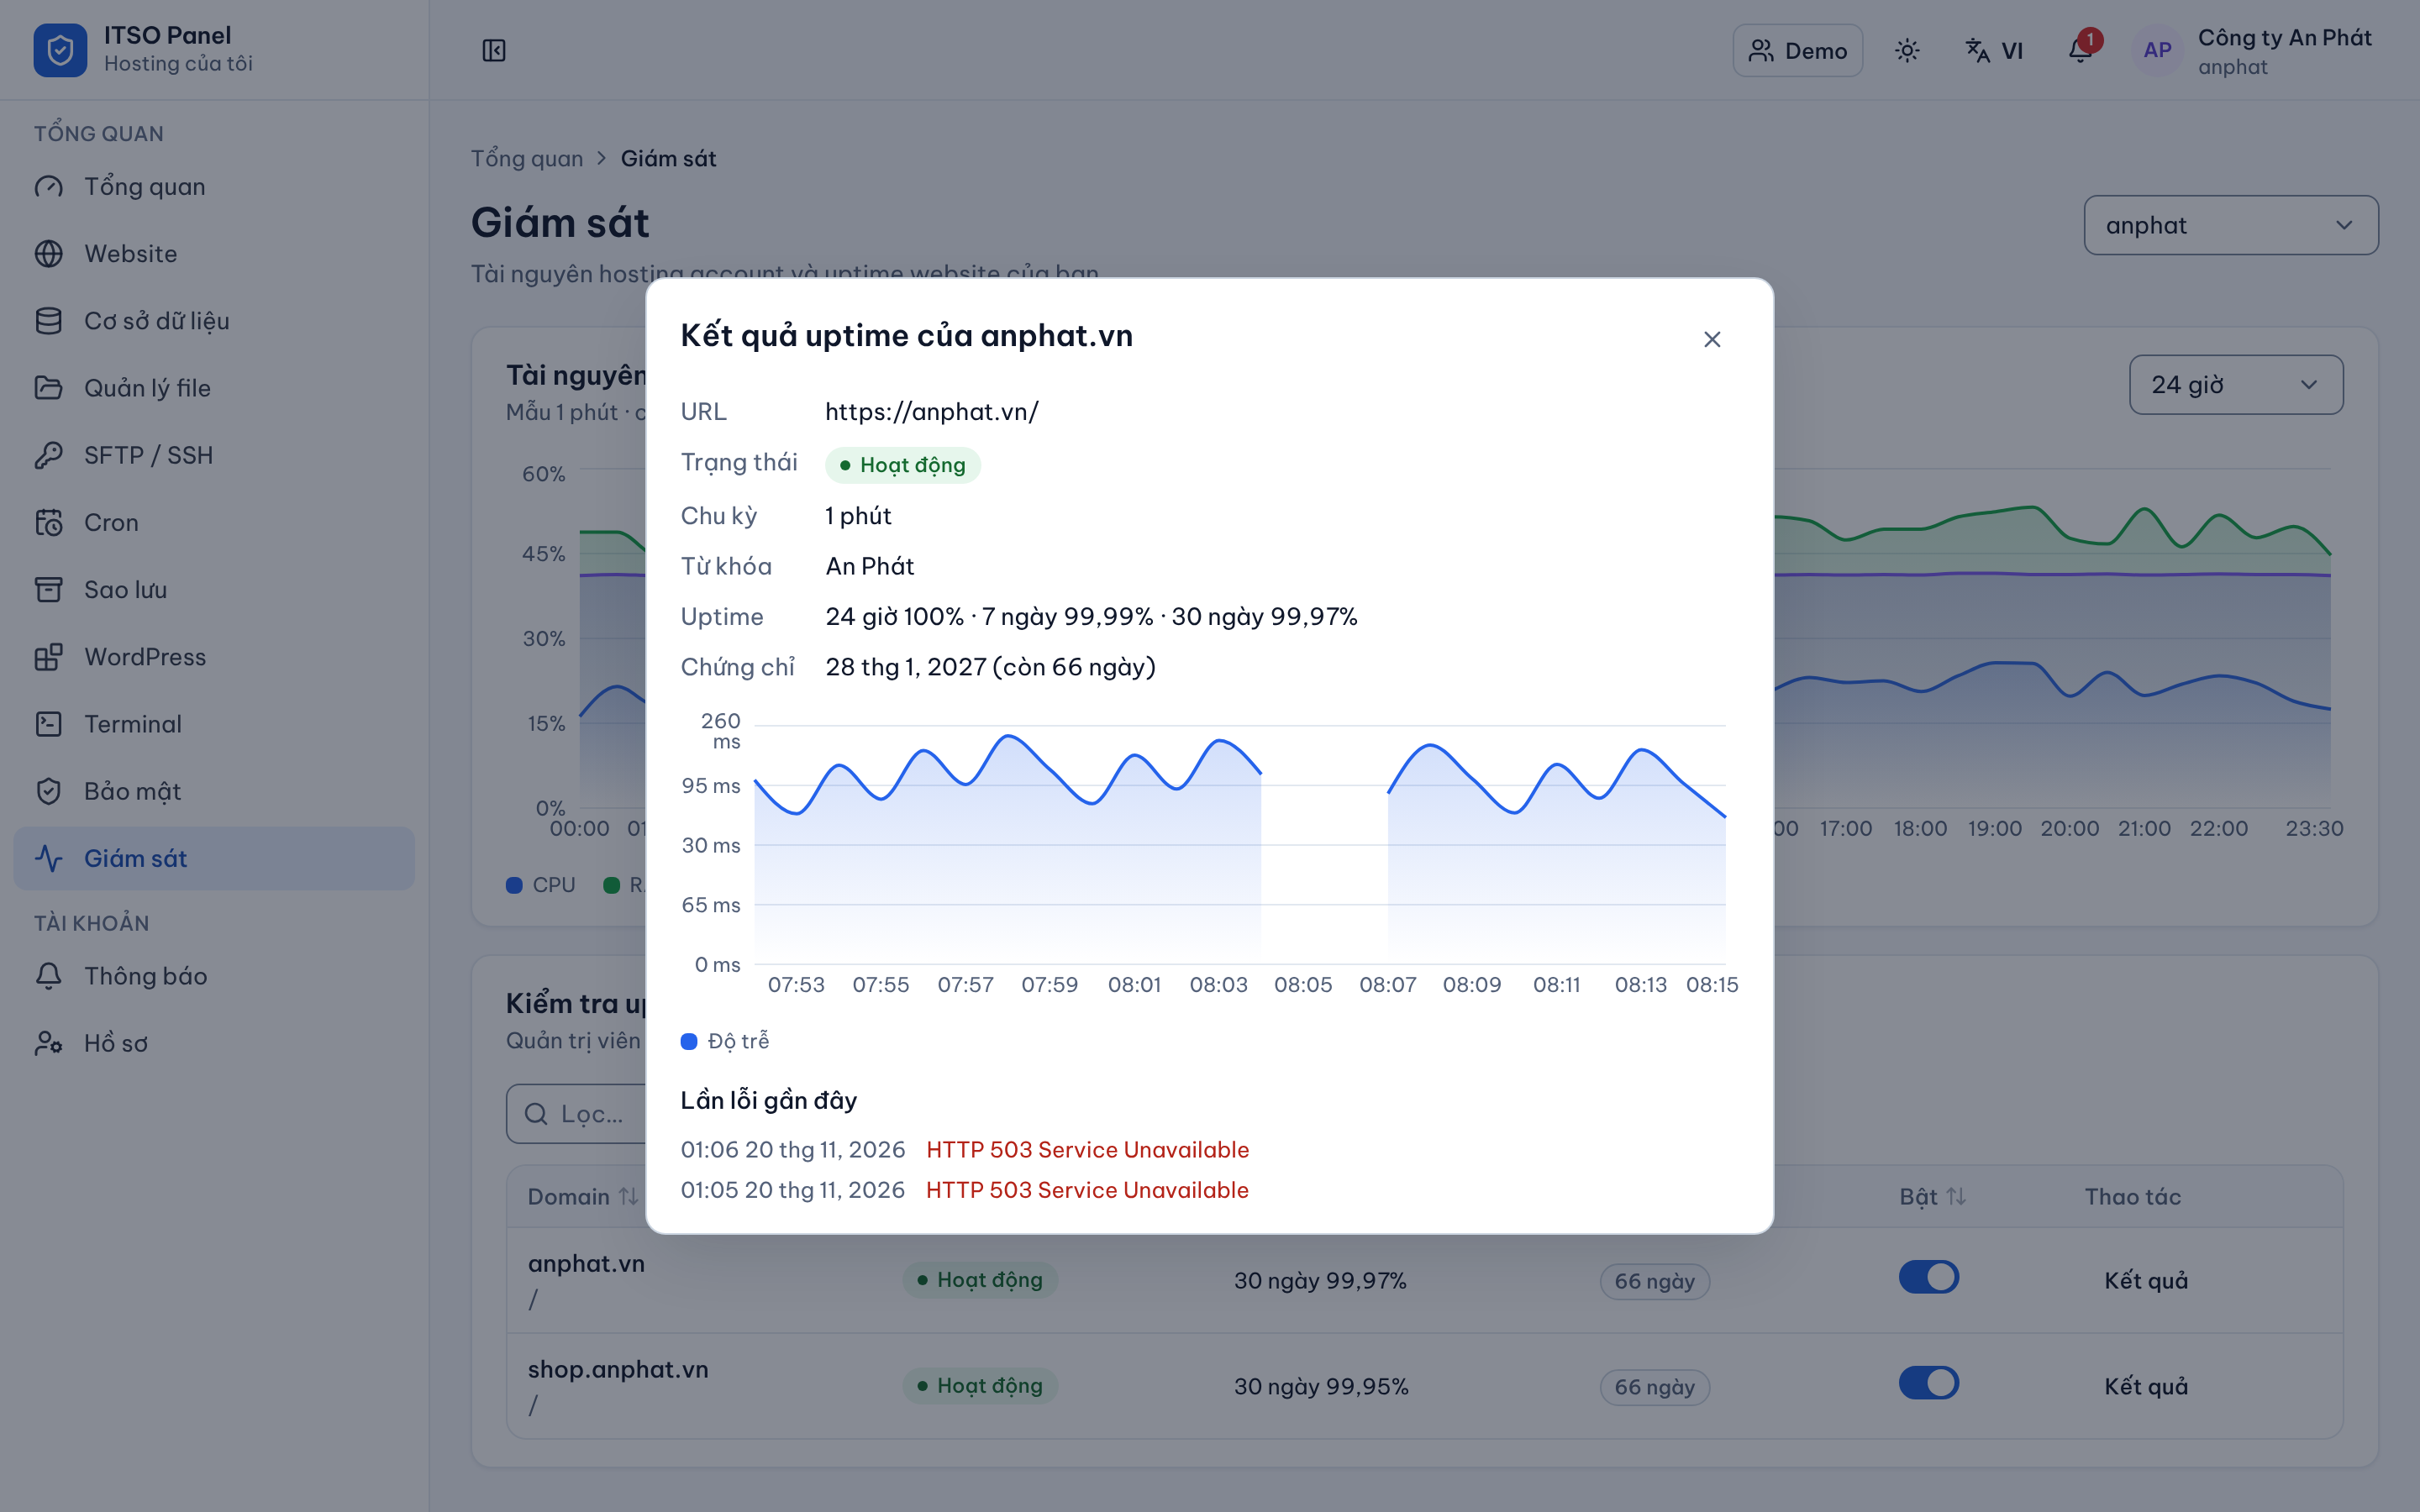 ITSO Panel
Hosting của tôi
Demo
VI
1
AP
Công ty An Phát
anphat
TỔNG QUAN
Tổng quan
Website
Cơ sở dữ liệu
Quản lý file
SFTP / SSH
Cron
Sao lưu
WordPress
Terminal
Bảo mật
Giám sát
TÀI KHOẢN
Thông báo
Hồ sơ
Tổng quan > Giám sát
Giám sát
anphat
Tài nguyên hosting account và uptime website của bạn
Tài nguyên
Mẫu 1 phút ·
24 giờ
60%
45%
30%
15%
0%
00:00
17:00 18:00 19:00 20:00 21:00 22:00 23:30
CPU
Kết quả uptime của anphat.vn
URL https://anphat.vn/
Trạng thái Hoạt động
Chu kỳ 1 phút
Từ khóa An Phát
Uptime 24 giờ 100% · 7 ngày 99,99% · 30 ngày 99,97%
Chứng chỉ 28 thg 1, 2027 (còn 66 ngày)
260
ms
95 ms
30 ms
65 ms
0 ms
07:53 07:55 07:57 07:59 08:01 08:03 08:05 08:07 08:09 08:11 08:13 08:15
Độ trễ
Lần lỗi gần đây
01:06 20 thg 11, 2026 HTTP 503 Service Unavailable
01:05 20 thg 11, 2026 HTTP 503 Service Unavailable
Kiểm tra
Quản trị viên
Lọc...
Domain Bật Thao tác
anphat.vn Hoạt động 30 ngày 99,97% 66 ngày Kết quả
/
shop.anphat.vn Hoạt động 30 ngày 99,95% 66 ngày Kết quả
/